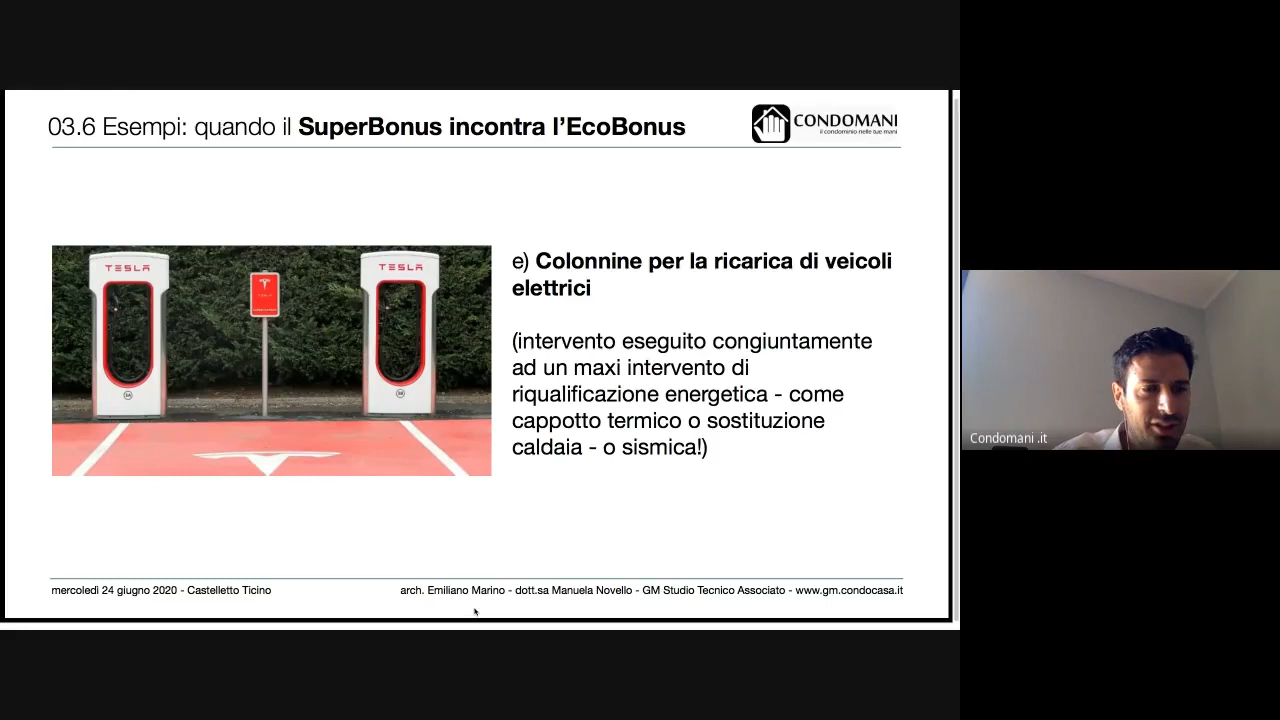 03.6 Esempi: quando il SuperBonus incontra l'EcoBonus
CONDOMANI
il condominio nelle tue mani
TESLA
TESLA
e) Colonnine per la ricarica di veicoli
elettrici
(intervento eseguito congiuntamente
ad un maxi intervento di
riqualificazione energetica - come
cappotto termico o sostituzione
caldaia - o sismica!)
mercoledì 24 giugno 2020 - Castelletto Ticino
arch. Emiliano Marino - dott.sa Manuela Novello - GM Studio Tecnico Associato - www.gm.condocasa.it
Condomani .it